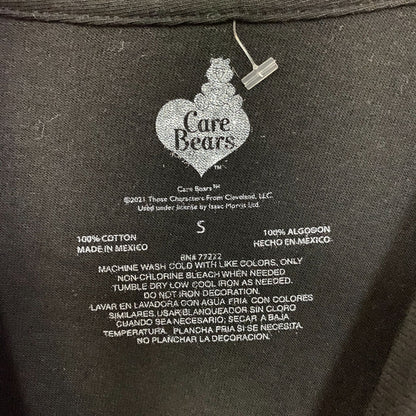 Care
Bears™
Care Bears™
©2021 Those Characters From Cleveland, LLC.
Used under license by Isaac Morris Ltd.
S
100% COTTON
MADE IN MEXICO
100% ALGODON
HECHO EN MÉXICO
RN# 77222
MACHINE WASH COLD WITH LIKE COLORS, ONLY
NON-CHLORINE BLEACH WHEN NEEDED
TUMBLE DRY LOW COOL IRON AS NEEDED.
DO NOT IRON DECORATION.
LAVAR EN LAVADORA CON AGUA FRIA CON COLORES
SIMILARES, USAR BLANQUEADOR SIN CLORO
CUANDO SEA NECESARIO; SECAR A BAJA
TEMPERATURA. PLANCHA FRIA SI SE NECESITA.
NO PLANCHAR LA DECORACION.